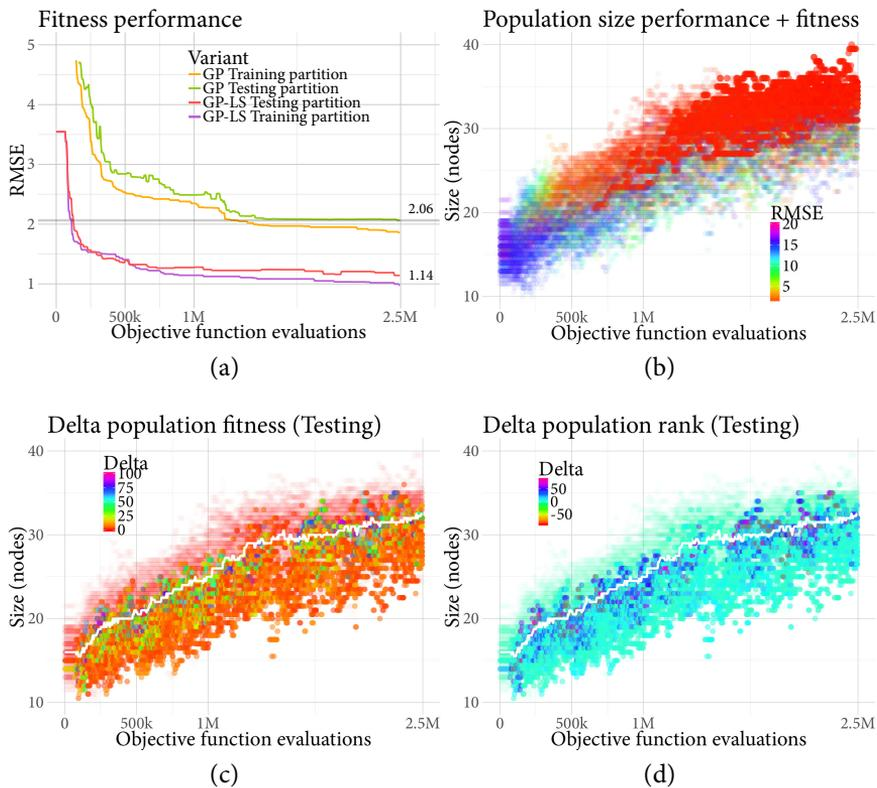 Fitness performance
5
4
3
2
1
RMSE
Variant
GP Training partition
GP Testing partition
GP-LS Testing partition
GP-LS Training partition
2.06
1.14
0
500k
1M
2.5M
Objective function evaluations
(a)
Population size performance + fitness
40
30
20
10
Size (nodes)
RMSE
20
15
10
5
0
500k
1M
2.5M
Objective function evaluations
(b)
Delta population fitness (Testing)
40
30
20
10
Size (nodes)
Delta
100
75
50
25
0
0
500k
1M
2.5M
Objective function evaluations
(c)
Delta population rank (Testing)
40
30
20
10
Size (nodes)
Delta
50
0
-50
0
500k
1M
2.5M
Objective function evaluations
(d)